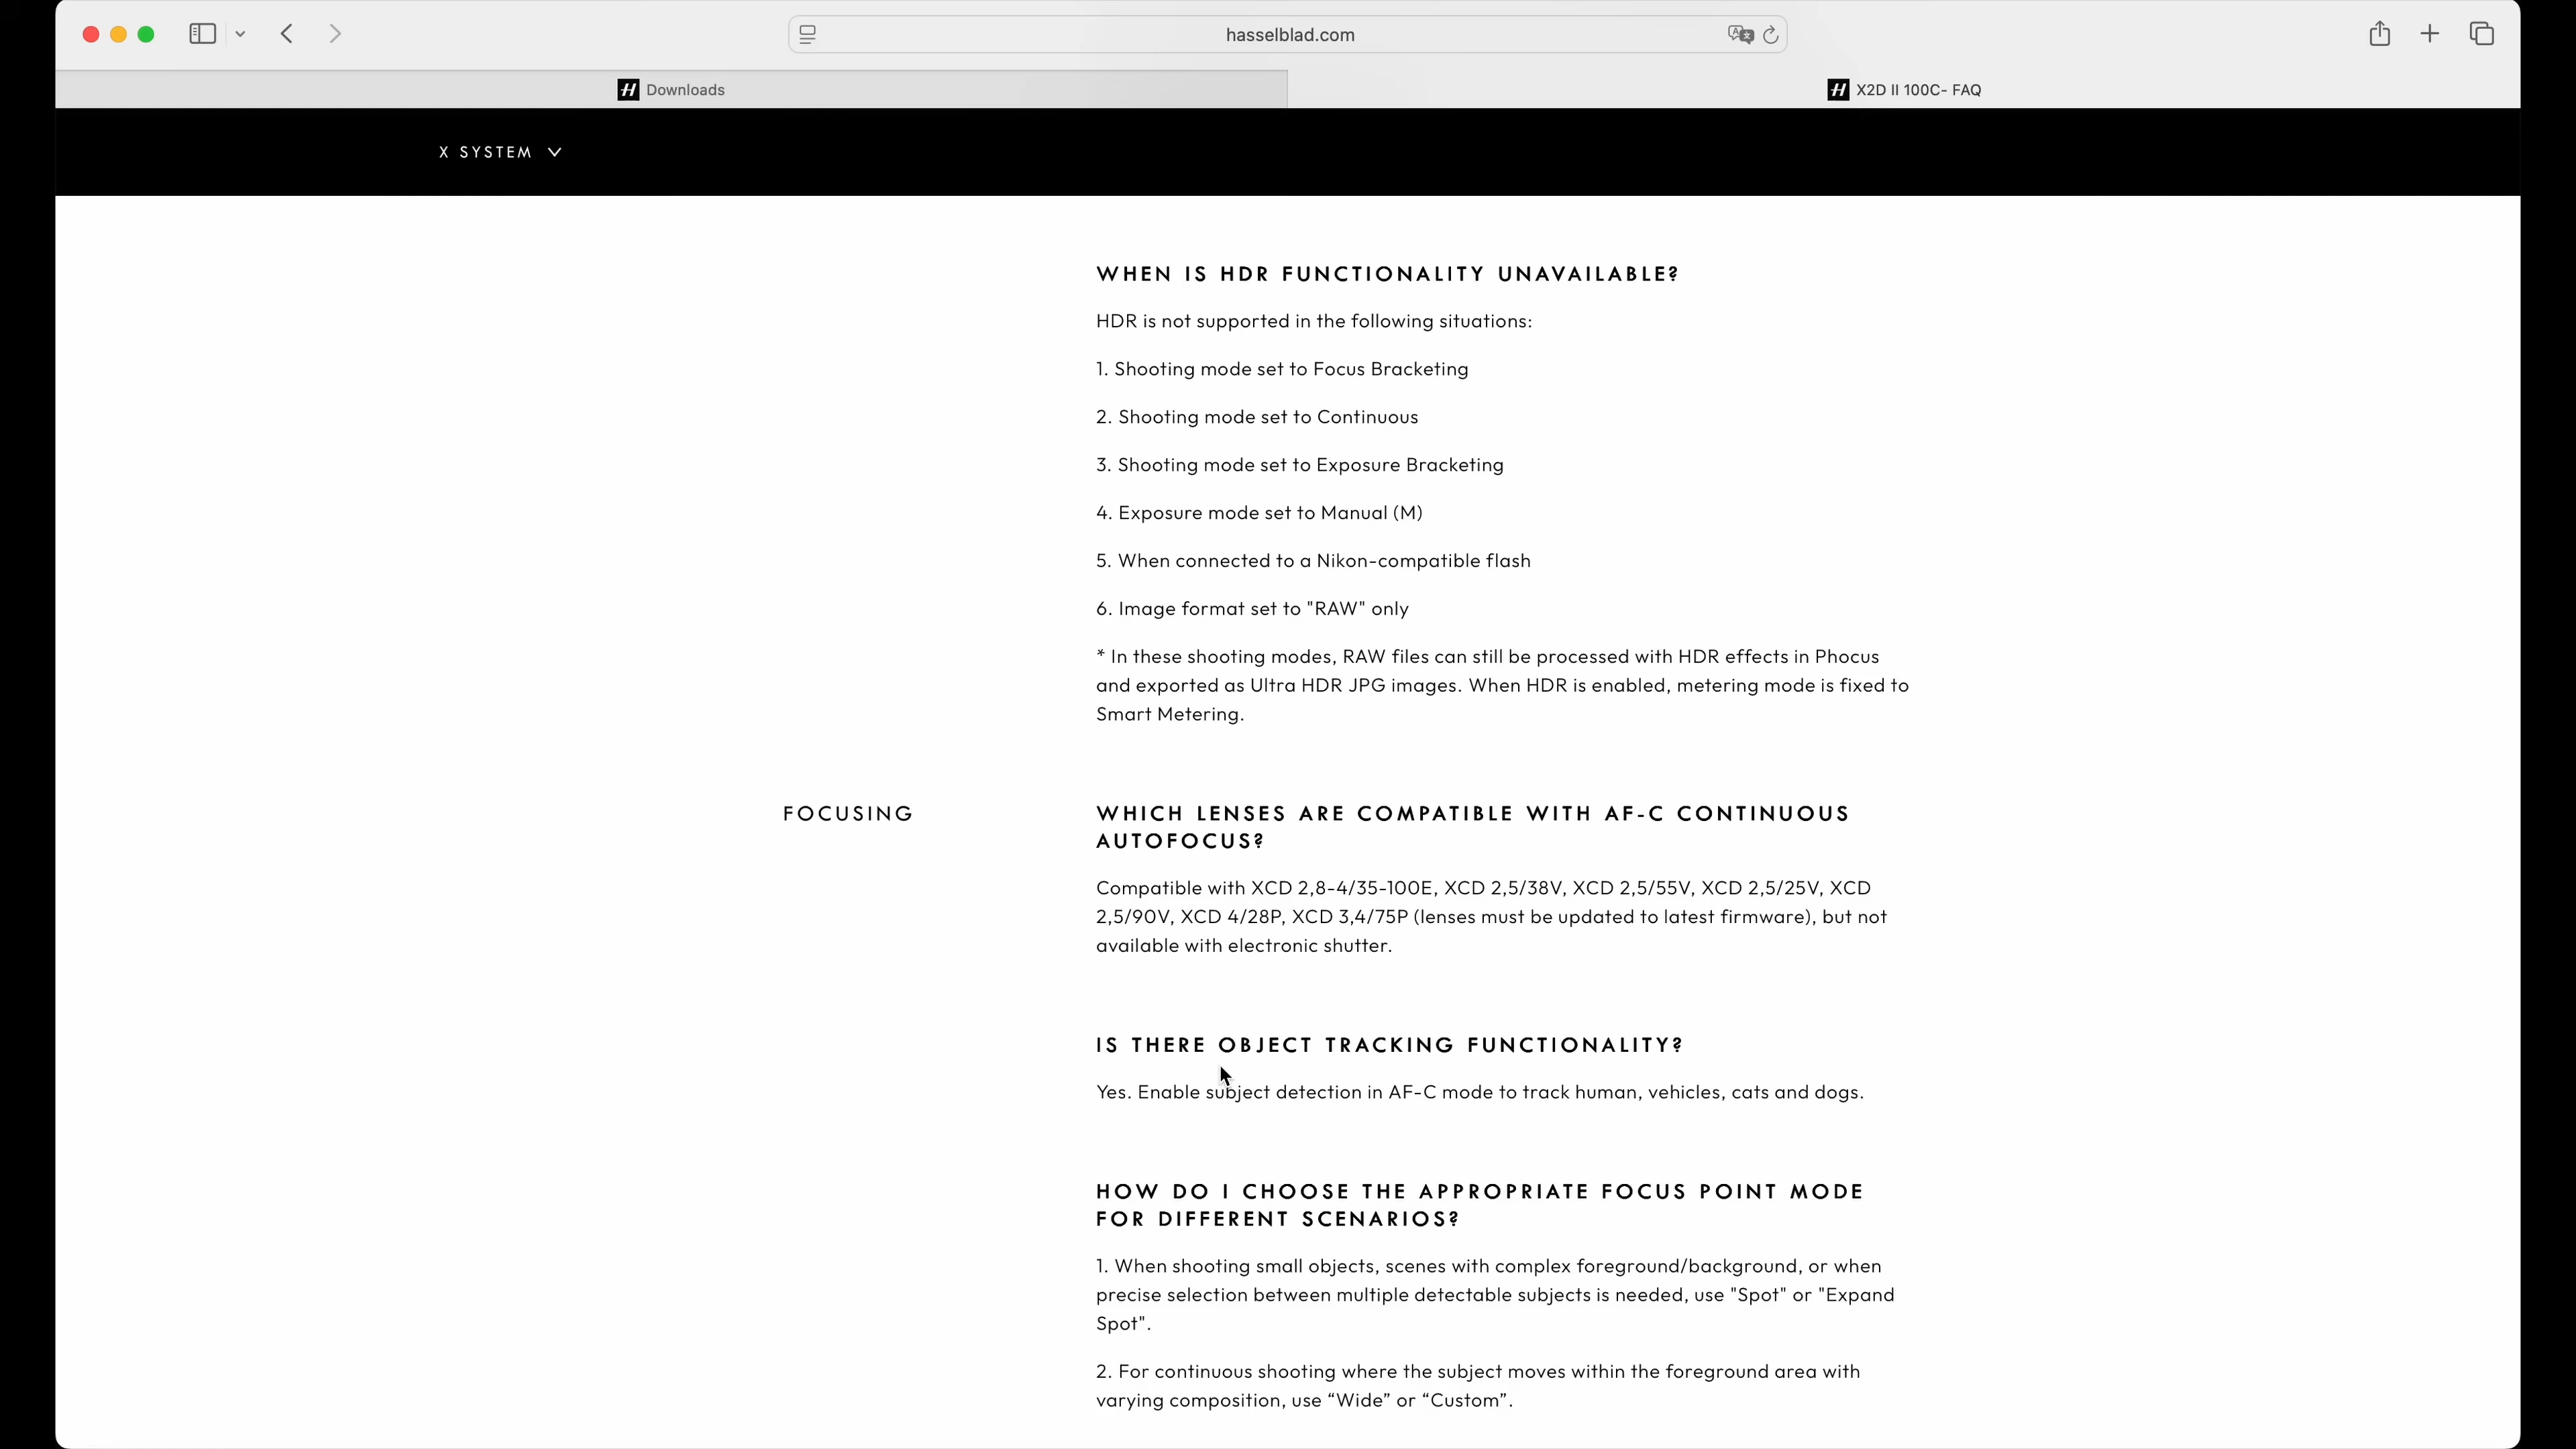 hasselblad.com
Downloads
X2D II 100C- FAQ
X SYSTEM
WHEN IS HDR FUNCTIONALITY UNAVAILABLE?
HDR is not supported in the following situations:
1. Shooting mode set to Focus Bracketing
2. Shooting mode set to Continuous
3. Shooting mode set to Exposure Bracketing
4. Exposure mode set to Manual (M)
5. When connected to a Nikon-compatible flash
6. Image format set to "RAW" only
* In these shooting modes, RAW files can still be processed with HDR effects in Phocus
and exported as Ultra HDR JPG images. When HDR is enabled, metering mode is fixed to
Smart Metering.
FOCUSING
WHICH LENSES ARE COMPATIBLE WITH AF-C CONTINUOUS
AUTOFOCUS?
Compatible with XCD 2,8-4/35-100E, XCD 2,5/38V, XCD 2,5/55V, XCD 2,5/25V, XCD
2,5/90V, XCD 4/28P, XCD 3,4/75P (lenses must be updated to latest firmware), but not
available with electronic shutter.
IS THERE OBJECT TRACKING FUNCTIONALITY?
Yes. Enable subject detection in AF-C mode to track human, vehicles, cats and dogs.
HOW DO I CHOOSE THE APPROPRIATE FOCUS POINT MODE
FOR DIFFERENT SCENARIOS?
1. When shooting small objects, scenes with complex foreground/background, or when
precise selection between multiple detectable subjects is needed, use "Spot" or "Expand
Spot".
2. For continuous shooting where the subject moves within the foreground area with
varying composition, use “Wide” or “Custom”.